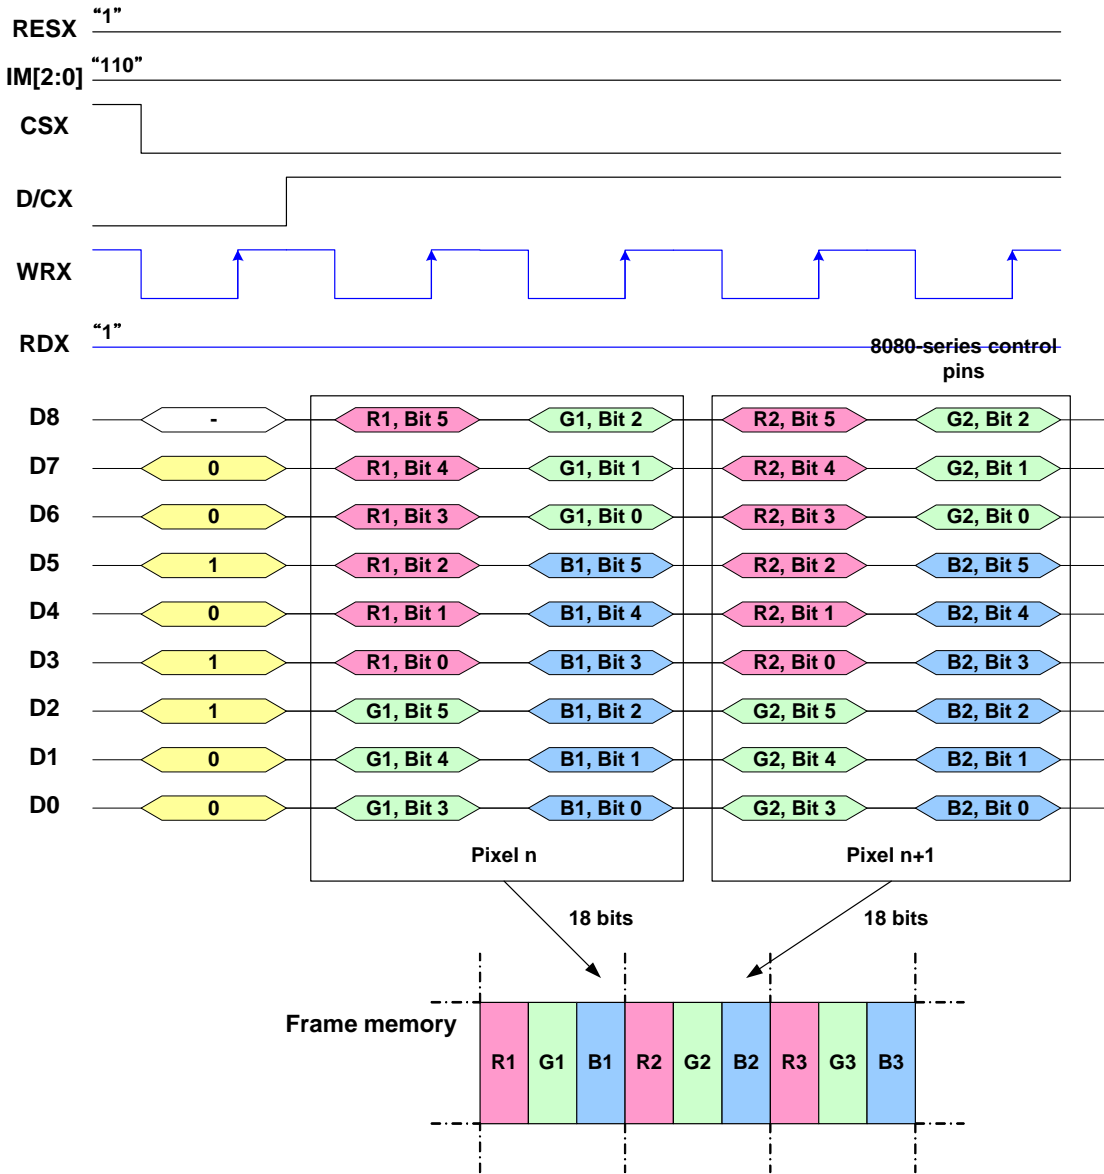 RESX “1”
IM[2:0] “110”
CSX
D/CX
WRX
RDX “1”
8080-series control
pins
D8 - R1, Bit 5 G1, Bit 2 R2, Bit 5 G2, Bit 2
D7 0 R1, Bit 4 G1, Bit 1 R2, Bit 4 G2, Bit 1
D6 0 R1, Bit 3 G1, Bit 0 R2, Bit 3 G2, Bit 0
D5 1 R1, Bit 2 B1, Bit 5 R2, Bit 2 B2, Bit 5
D4 0 R1, Bit 1 B1, Bit 4 R2, Bit 1 B2, Bit 4
D3 1 R1, Bit 0 B1, Bit 3 R2, Bit 0 B2, Bit 3
D2 1 G1, Bit 5 B1, Bit 2 G2, Bit 5 B2, Bit 2
D1 0 G1, Bit 4 B1, Bit 1 G2, Bit 4 B2, Bit 1
D0 0 G1, Bit 3 B1, Bit 0 G2, Bit 3 B2, Bit 0
Pixel n Pixel n+1
18 bits 18 bits
Frame memory
R1 G1 B1 R2 G2 B2 R3 G3 B3